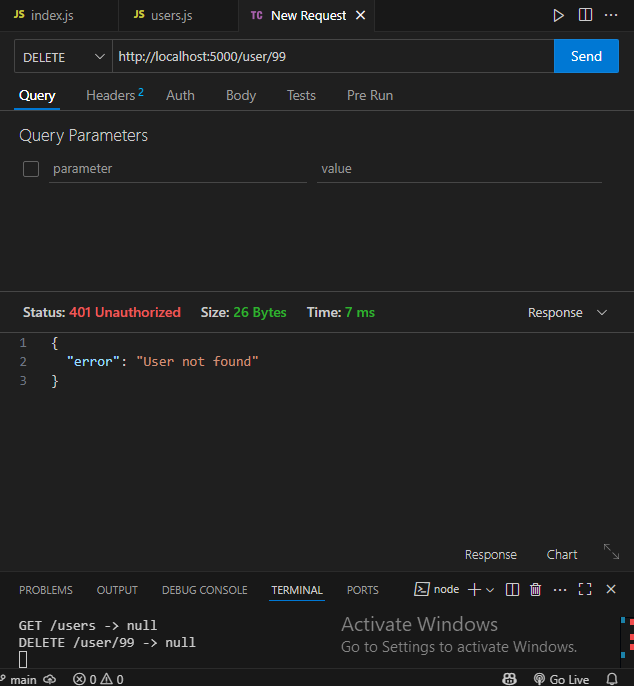 JS index.js JS users.js TC New Request ×
DELETE http://localhost:5000/user/99 Send
Query Headers 2 Auth Body Tests Pre Run
Query Parameters
parameter value
Status: 401 Unauthorized Size: 26 Bytes Time: 7 ms Response
1 {
2 "error": "User not found"
3 }
Response Chart
PROBLEMS OUTPUT DEBUG CONSOLE TERMINAL PORTS node
GET /users -> null
DELETE /user/99 -> null
Activate Windows
Go to Settings to activate Windows.
main 0 0 Go Live